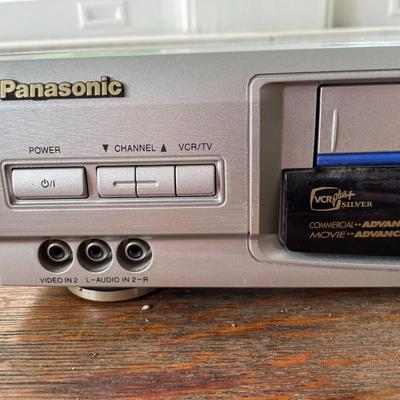 Panasonic
POWER ▼ CHANNEL ▲ VCR/TV
⏻/I
VCR plus+
SILVER
COMMERCIAL▸▸ADVAN
MOVIE▸▸ADVANC
VIDEO IN 2 L-AUDIO IN 2-R